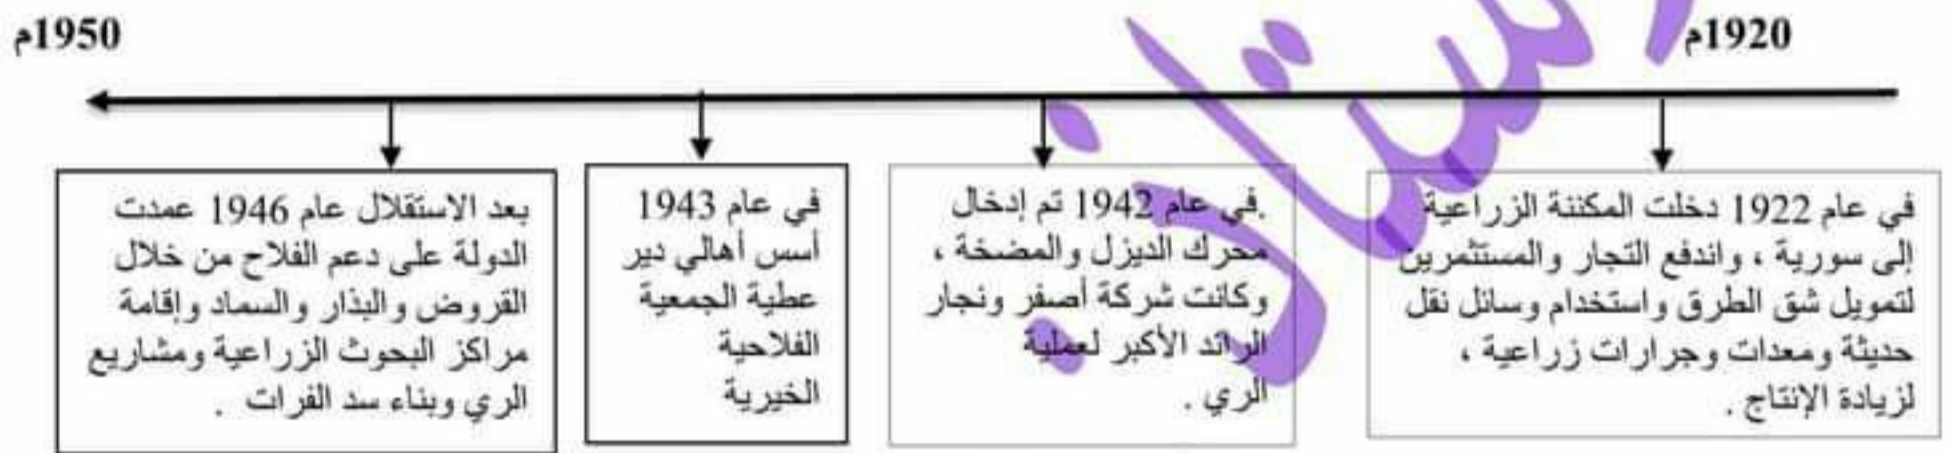 1920م
1950م
في عام 1922 دخلت المكننة الزراعية
إلى سورية ، واندفع التجار والمستثمرين
لتمويل شق الطرق واستخدام وسائل نقل
حديثة ومعدات وجرارات زراعية ،
لزيادة الإنتاج .
.في عام 1942 تم إدخال
محرك الديزل والمضخة ،
وكانت شركة أصفر ونجار
الرائد الأكبر لعملية
الري .
في عام 1943
أسس أهالي دير
عطية الجمعية
الفلاحية
الخيرية
بعد الاستقلال عام 1946 عمدت
الدولة على دعم الفلاح من خلال
القروض والبذار والسماد وإقامة
مراكز البحوث الزراعية ومشاريع
الري وبناء سد الفرات .